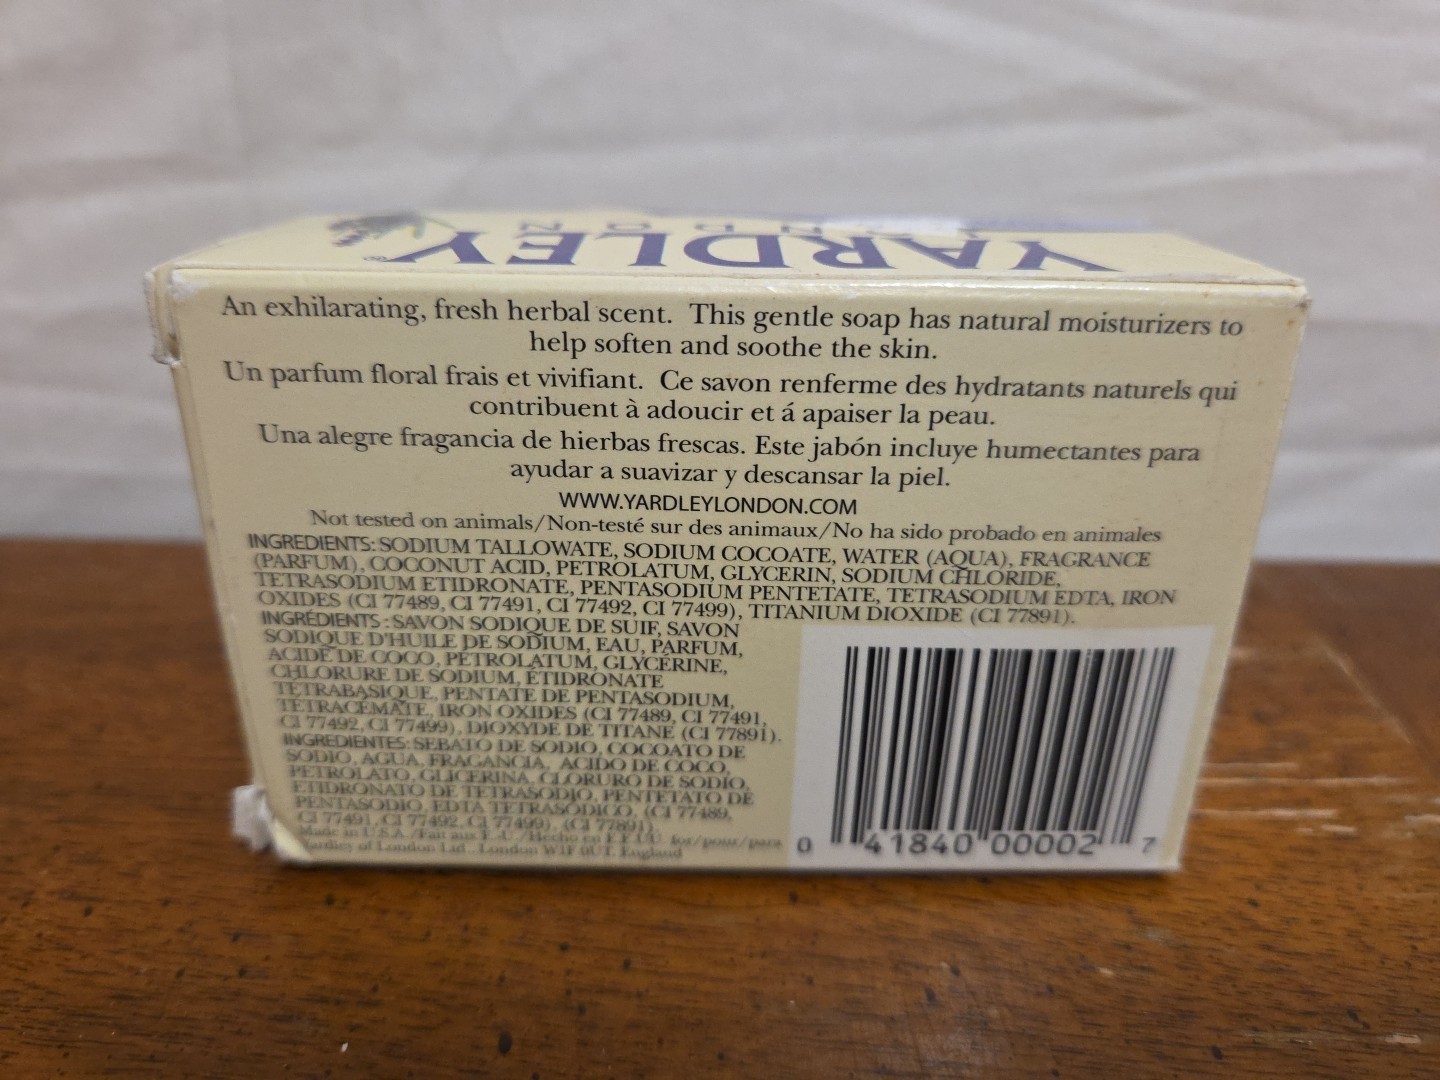 YARDLEY®
LONDON
An exhilarating, fresh herbal scent. This gentle soap has natural moisturizers to
help soften and soothe the skin.
Un parfum floral frais et vivifiant. Ce savon renferme des hydratants naturels qui
contribuent à adoucir et á apaiser la peau.
Una alegre fragancia de hierbas frescas. Este jabón incluye humectantes para
ayudar a suavizar y descansar la piel.
WWW.YARDLEYLONDON.COM
Not tested on animals/Non-testé sur des animaux/No ha sido probado en animales
INGREDIENTS: SODIUM TALLOWATE, SODIUM COCOATE, WATER (AQUA), FRAGRANCE
(PARFUM), COCONUT ACID, PETROLATUM, GLYCERIN, SODIUM CHLORIDE,
TETRASODIUM ETIDRONATE, PENTASODIUM PENTETATE, TETRASODIUM EDTA, IRON
OXIDES (CI 77489, CI 77491, CI 77492, CI 77499), TITANIUM DIOXIDE (CI 77891).
INGRÉDIENTS : SAVON SODIQUE DE SUIF, SAVON
SODIQUE D'HUILE DE SODIUM, EAU, PARFUM,
ACIDE DE COCO, PÉTROLATUM, GLYCÉRINE,
CHLORURE DE SODIUM, ÉTIDRONATE
TÉTRABASIQUE, PENTATE DE PENTASODIUM,
TÉTRACÉMATE, IRON OXIDES (CI 77489, CI 77491,
CI 77492, CI 77499), DIOXYDE DE TITANE (CI 77891).
INGREDIENTES: SEBATO DE SODIO, COCOATO DE
SODIO, AGUA, FRAGANCIA, ACIDO DE COCO,
PETROLATO, GLICERINA, CLORURO DE SODIO,
ETIDRONATO DE TETRASODIO, PENTETATO DE
PENTASODIO, EDTA TETRASODICO, (CI 77489,
CI 77491, CI 77492, CI 77499), (CI 77891).
Made in U.S.A./Fait aux É.-U./Hecho en E.E.U.U. for/pour/para
Yardley of London Ltd., London W1F 0UT, England
0 41840 00002 7